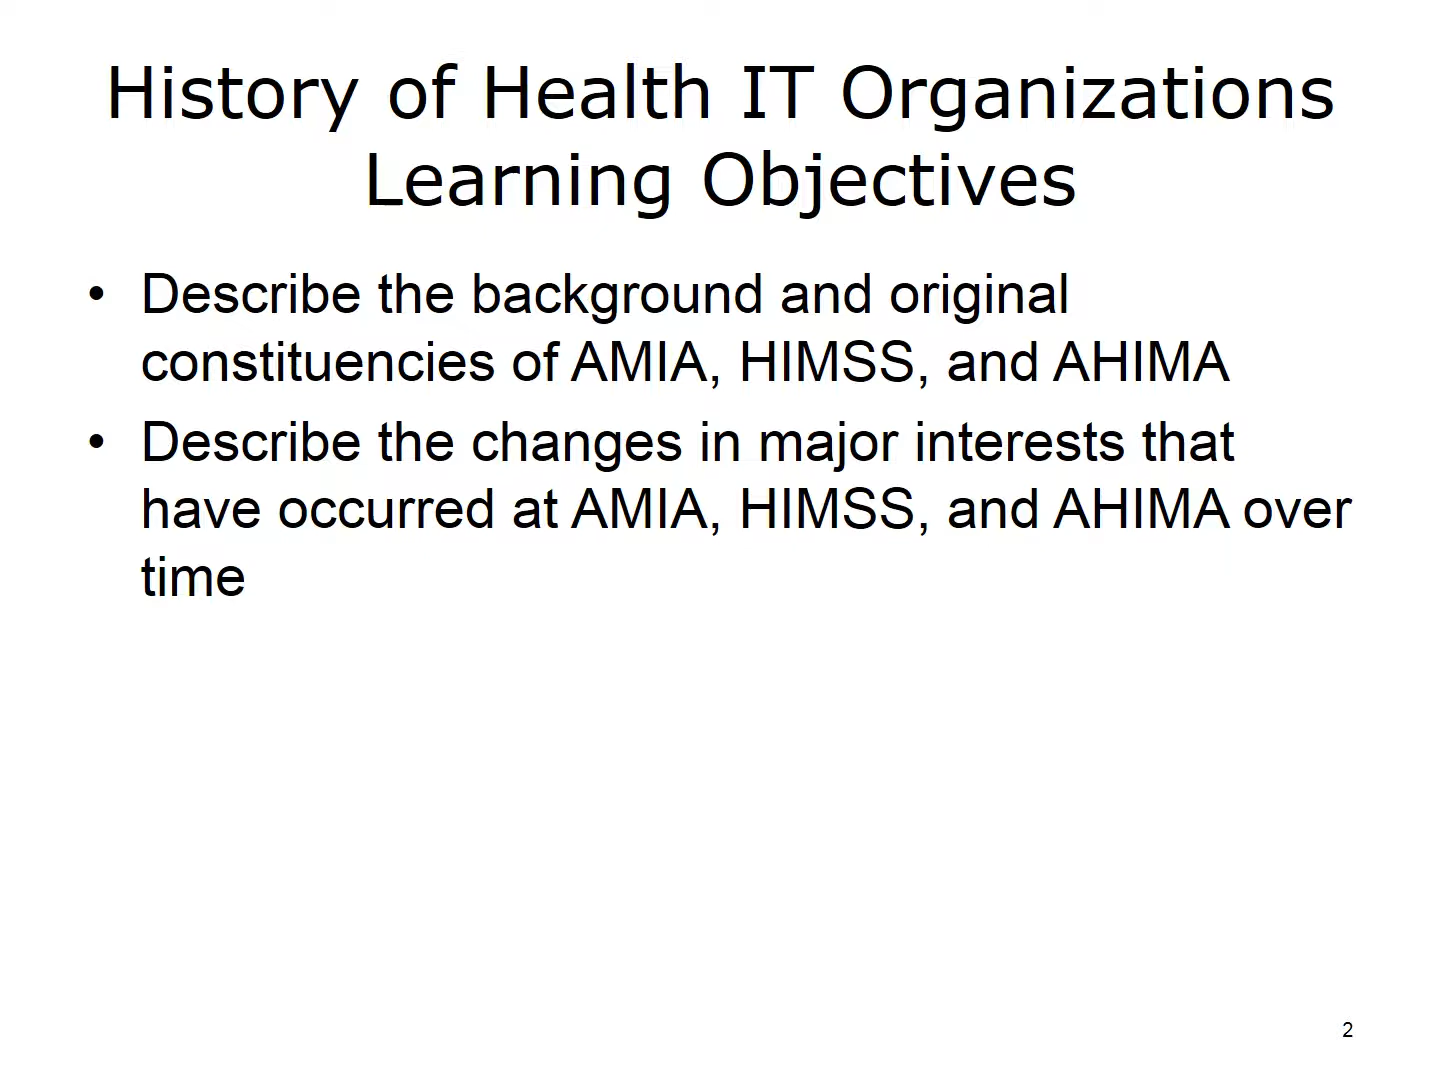 History of Health IT Organizations
Learning Objectives
• Describe the background and original
constituencies of AMIA, HIMSS, and AHIMA
• Describe the changes in major interests that
have occurred at AMIA, HIMSS, and AHIMA over
time
2